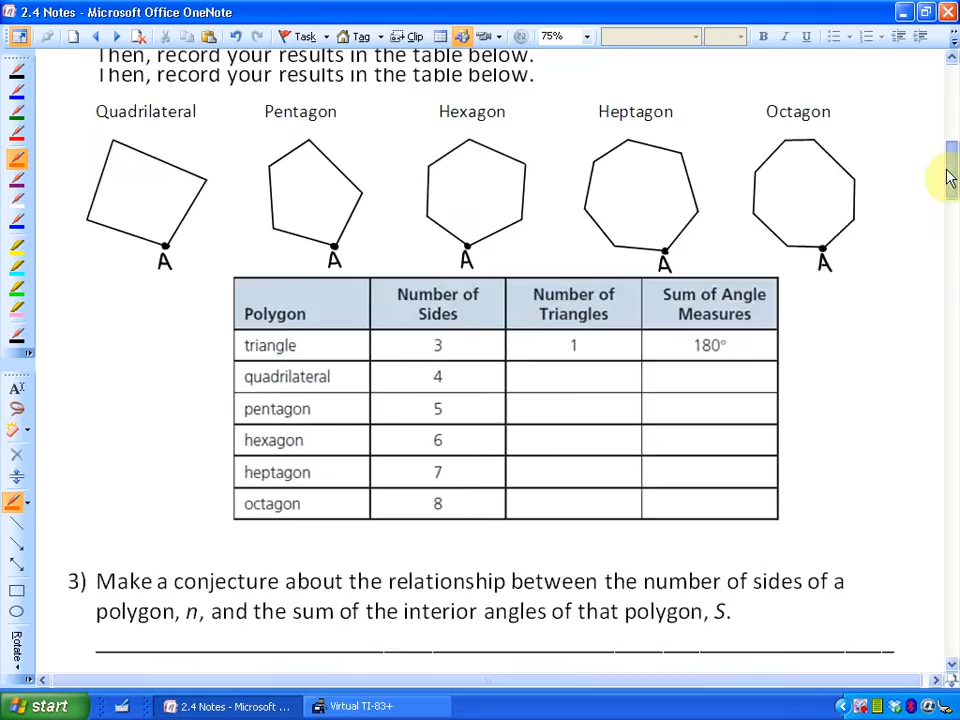 2.4 Notes - Microsoft Office OneNote
Task Tag Clip 75% B I U
Then, record your results in the table below.
Then, record your results in the table below.
Quadrilateral Pentagon Hexagon Heptagon Octagon
A A A A A
Polygon Number of Sides Number of Triangles Sum of Angle Measures
triangle 3 1 180°
quadrilateral 4
pentagon 5
hexagon 6
heptagon 7
octagon 8
3) Make a conjecture about the relationship between the number of sides of a
polygon, n, and the sum of the interior angles of that polygon, S.
Rotate
start 2.4 Notes - Microsoft ... Virtual TI-83+